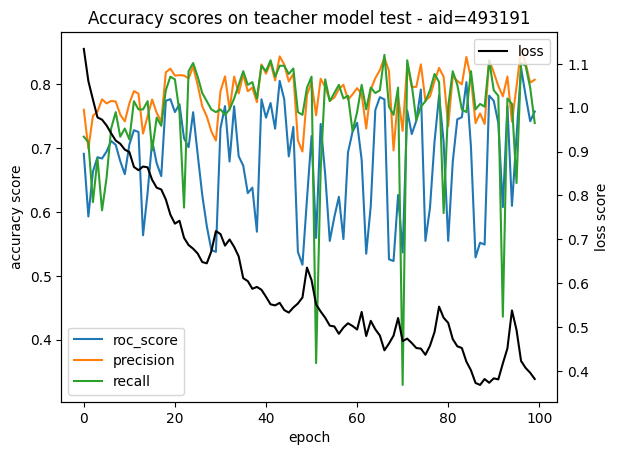 Accuracy scores on teacher model test - aid=493191
loss
0.8
0.7
0.6
0.5
0.4
accuracy score
1.1
1.0
0.9
0.8
0.7
0.6
0.5
0.4
loss score
roc_score
precision
recall
0 20 40 60 80 100
epoch